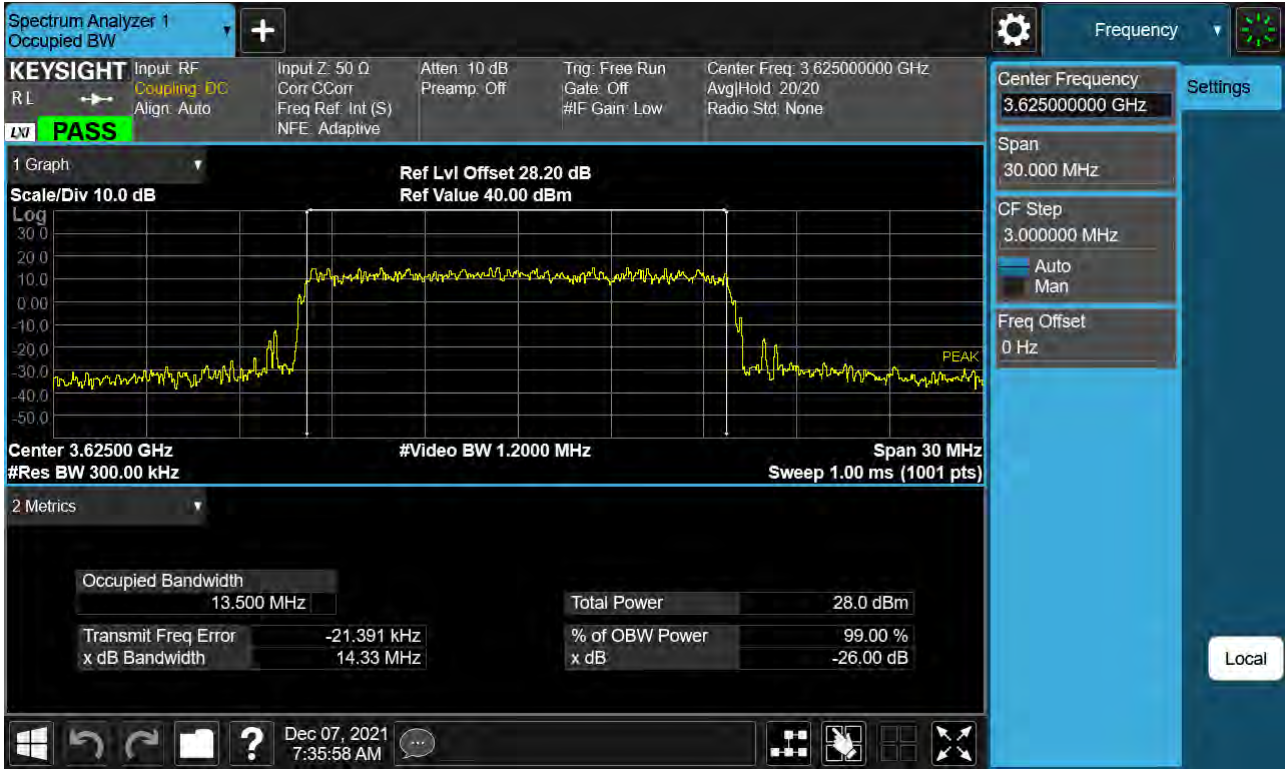 Spectrum Analyzer 1
Occupied BW
+
Frequency
KEYSIGHT
R L
LXI
PASS
Input: RF
Coupling: DC
Align: Auto
Input Z: 50 Ω
Corr CCorr
Freq Ref: Int (S)
NFE: Adaptive
Atten: 10 dB
Preamp: Off
Trig: Free Run
Gate: Off
#IF Gain: Low
Center Freq: 3.625000000 GHz
Avg|Hold: 20/20
Radio Std: None
Center Frequency
3.625000000 GHz
Settings
Span
30.000 MHz
CF Step
3.000000 MHz
Auto
Man
Freq Offset
0 Hz
Local
1 Graph
Scale/Div 10.0 dB
Ref Lvl Offset 28.20 dB
Ref Value 40.00 dBm
Log
30.0
20.0
10.0
0.00
-10.0
-20.0
-30.0
-40.0
-50.0
PEAK
Center 3.62500 GHz
#Video BW 1.2000 MHz
Span 30 MHz
#Res BW 300.00 kHz
Sweep 1.00 ms (1001 pts)
2 Metrics
Occupied Bandwidth
13.500 MHz
Total Power 28.0 dBm
Transmit Freq Error -21.391 kHz
% of OBW Power 99.00 %
x dB Bandwidth 14.33 MHz
x dB -26.00 dB
?
Dec 07, 2021
7:35:58 AM